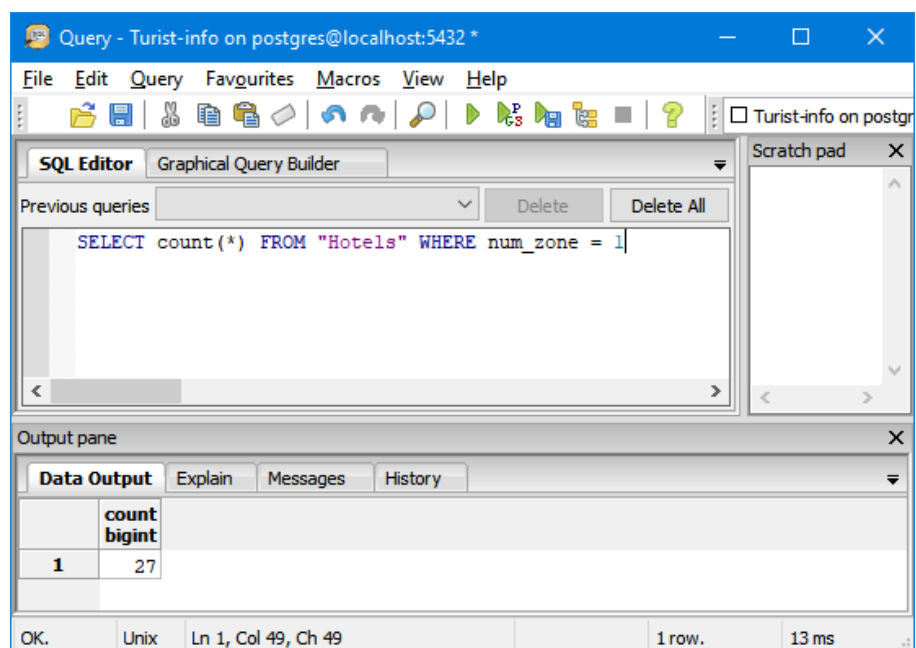 Query - Turist-info on postgres@localhost:5432 *
File Edit Query Favourites Macros View Help
Turist-info on postgr
SQL Editor Graphical Query Builder
Scratch pad
Previous queries Delete Delete All
SELECT count(*) FROM "Hotels" WHERE num_zone = 1
Output pane
Data Output Explain Messages History
count
bigint
1 27
OK. Unix Ln 1, Col 49, Ch 49 1 row. 13 ms